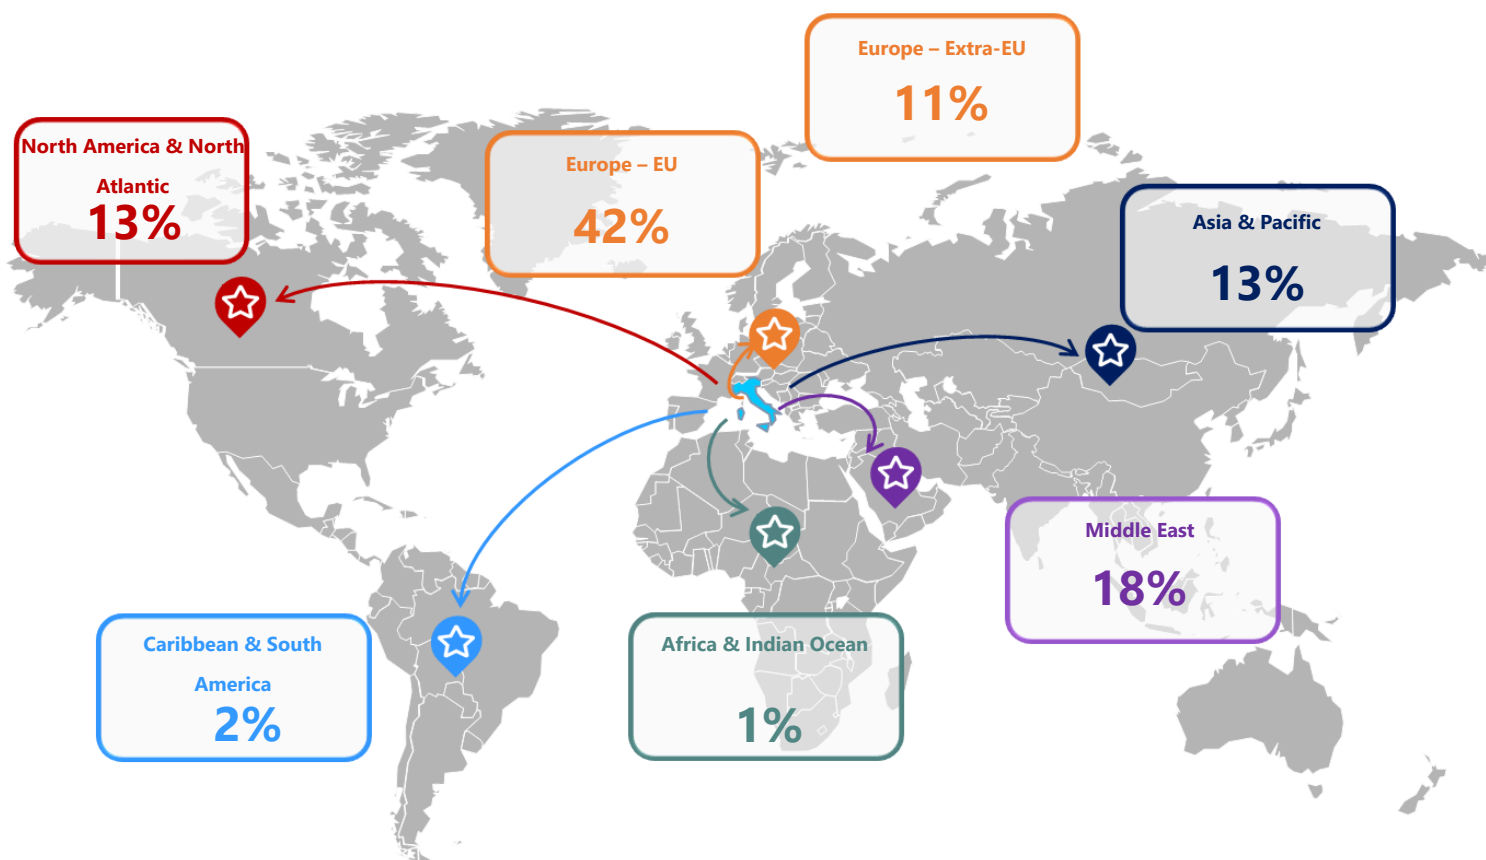 Europe – Extra-EU
11%
North America & North
Atlantic
13%
Europe – EU
42%
Asia & Pacific
13%
Middle East
18%
Caribbean & South
America
2%
Africa & Indian Ocean
1%